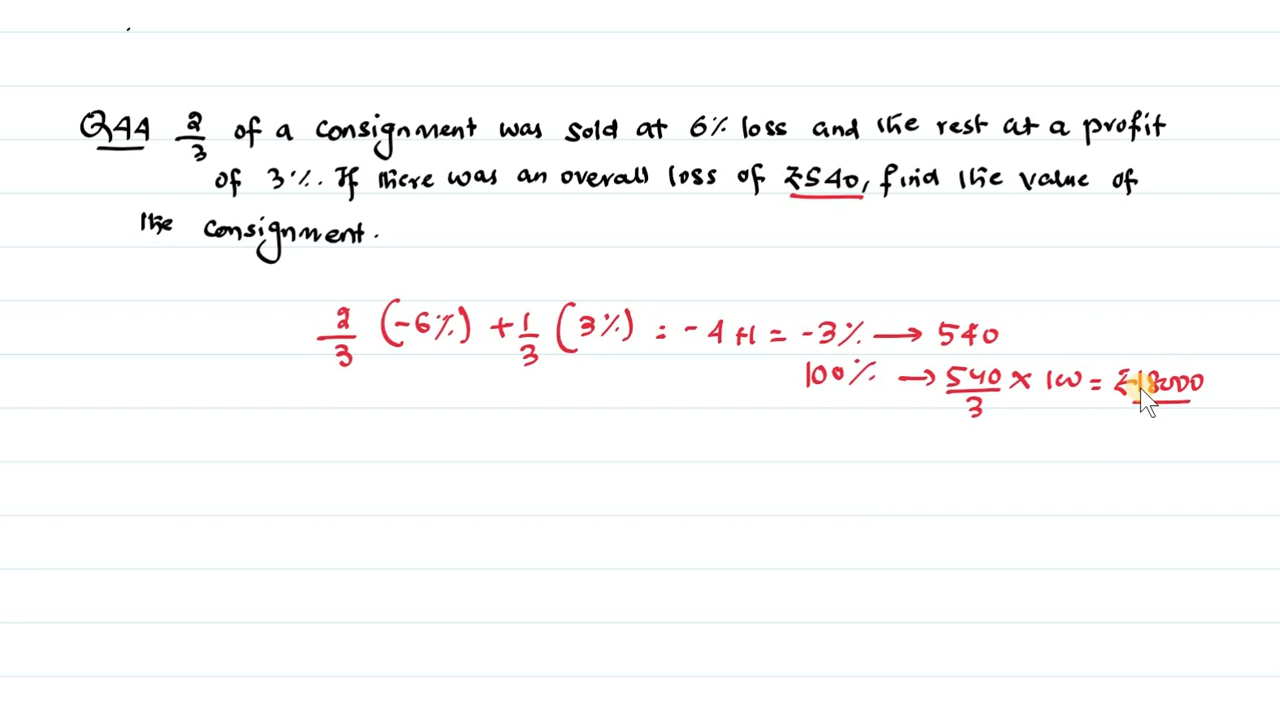 Q44 2/3 of a consignment was sold at 6% loss and the rest at a profit
of 3%. If there was an overall loss of ₹540, find the value of
the consignment.
2/3 (-6%) + 1/3 (3%) = -4+1 = -3% → 540
100% → 540/3 × 100 = ₹18000